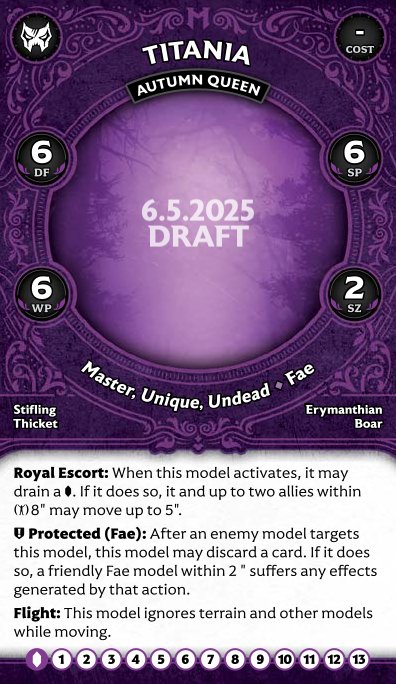 -
COST
TITANIA
AUTUMN QUEEN
6
DF
6
SP
6.5.2025
DRAFT
6
WP
2
SZ
Master, Unique, Undead ♦ Fae
Stifling
Thicket
Erymanthian
Boar
Royal Escort: When this model activates, it may
drain a . If it does so, it and up to two allies within
8" may move up to 5".
Protected (Fae): After an enemy model targets
this model, this model may discard a card. If it does
so, a friendly Fae model within 2 " suffers any effects
generated by that action.
Flight: This model ignores terrain and other models
while moving.
1 2 3 4 5 6 7 8 9 10 11 12 13